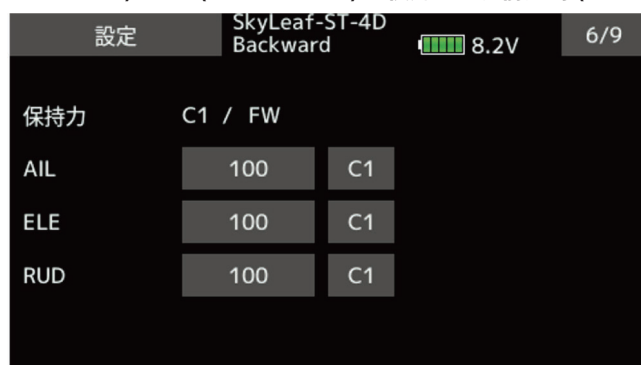 設定
SkyLeaf-ST-4D
Backward
8.2V
6/9
保持力 C1 / FW
AIL 100 C1
ELE 100 C1
RUD 100 C1